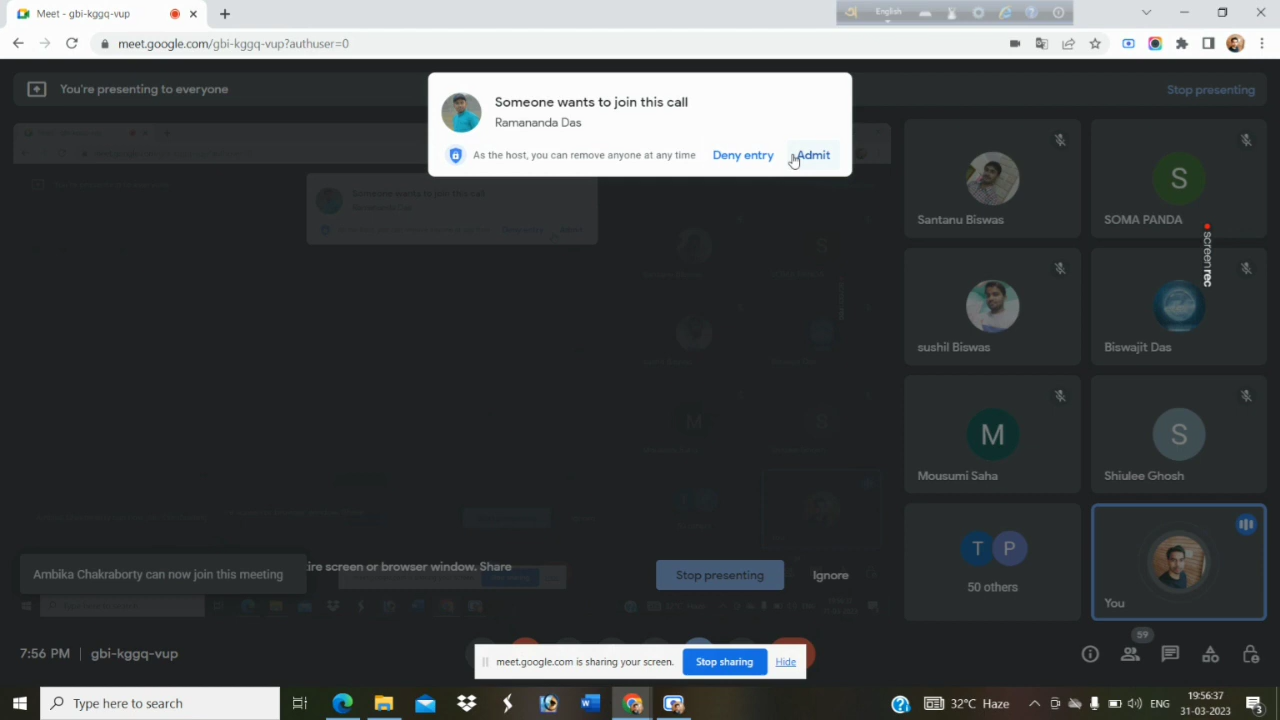 Meet - gbi-kggq-vup
English
meet.google.com/gbi-kggq-vup?authuser=0
You're presenting to everyone
Stop presenting
Someone wants to join this call
Ramananda Das
As the host, you can remove anyone at any time
Deny entry
Admit
Santanu Biswas
S
SOMA PANDA
screenrec
sushil Biswas
Biswajit Das
M
Mousumi Saha
S
Shiulee Ghosh
T P
50 others
You
Ambika Chakraborty can now join this meeting
ire screen or browser window. Share
Stop presenting
Ignore
7:56 PM | gbi-kggq-vup
meet.google.com is sharing your screen.
Stop sharing
Hide
59
Type here to search
32°C Haze
ENG
19:56:37
31-03-2023
3